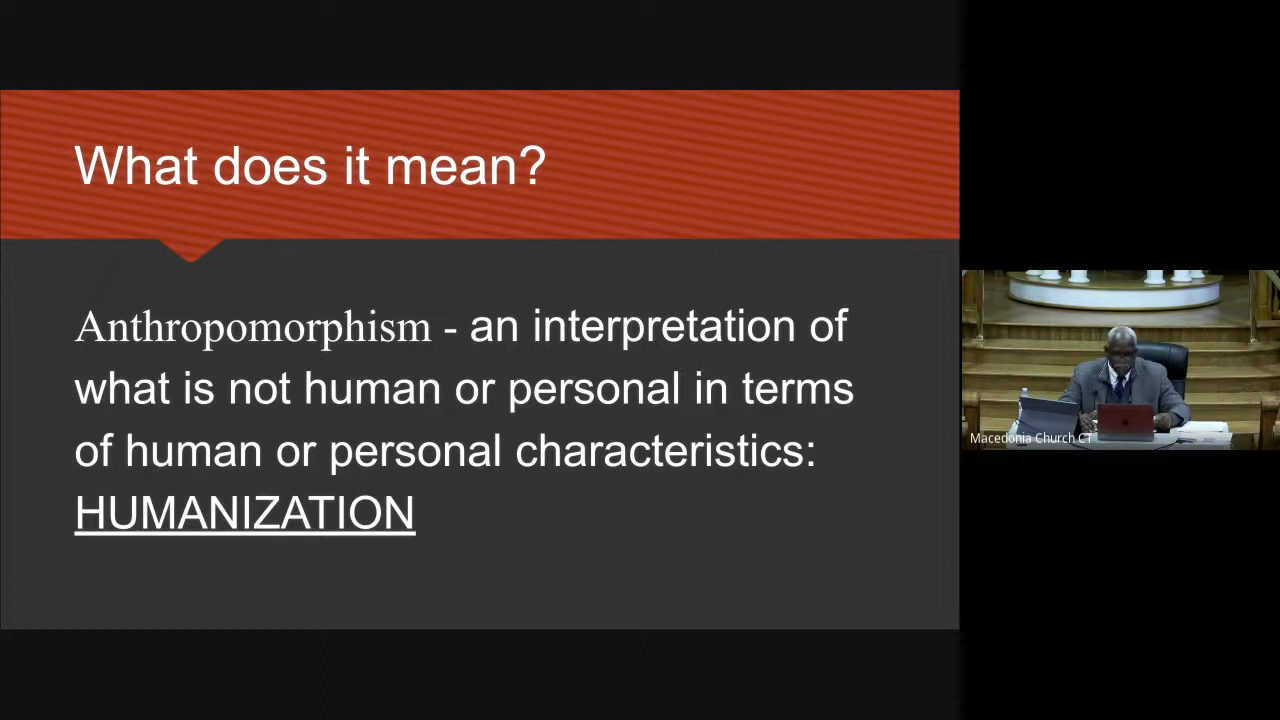 What does it mean?
Anthropomorphism - an interpretation of
what is not human or personal in terms
of human or personal characteristics:
HUMANIZATION
Macedonia Church CT